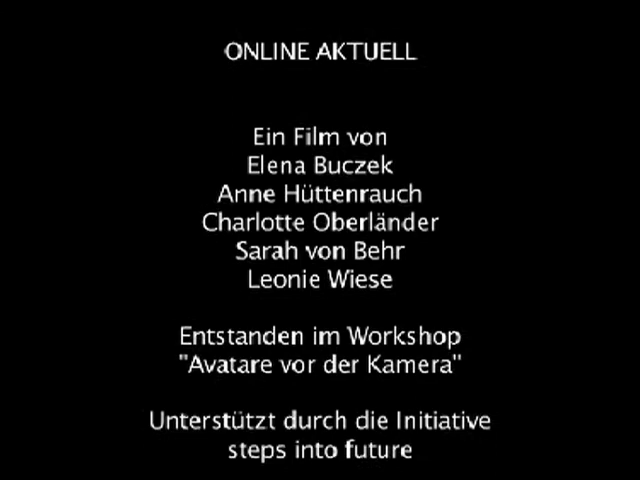 ONLINE AKTUELL
Ein Film von
Elena Buczek
Anne Hüttenrauch
Charlotte Oberländer
Sarah von Behr
Leonie Wiese
Entstanden im Workshop
"Avatare vor der Kamera"
Unterstützt durch die Initiative
steps into future